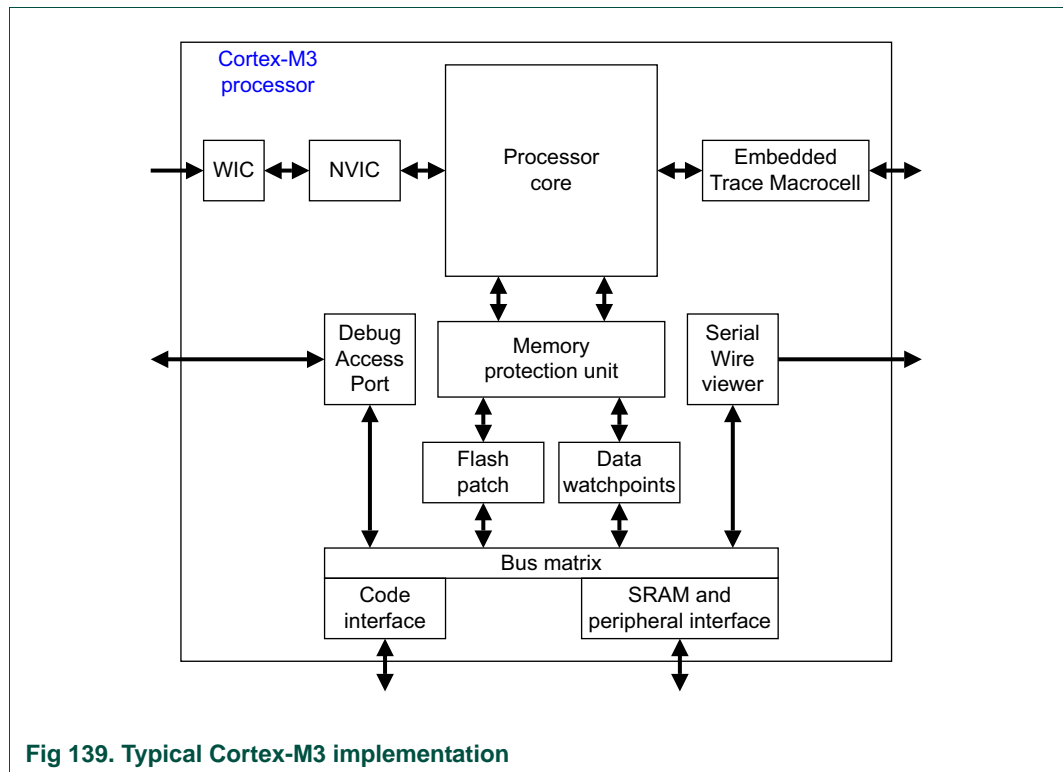 Cortex-M3
processor
Processor
core
WIC
NVIC
Embedded
Trace Macrocell
Debug
Access
Port
Memory
protection unit
Serial
Wire
viewer
Flash
patch
Data
watchpoints
Bus matrix
Code
interface
SRAM and
peripheral interface
Fig 139. Typical Cortex-M3 implementation